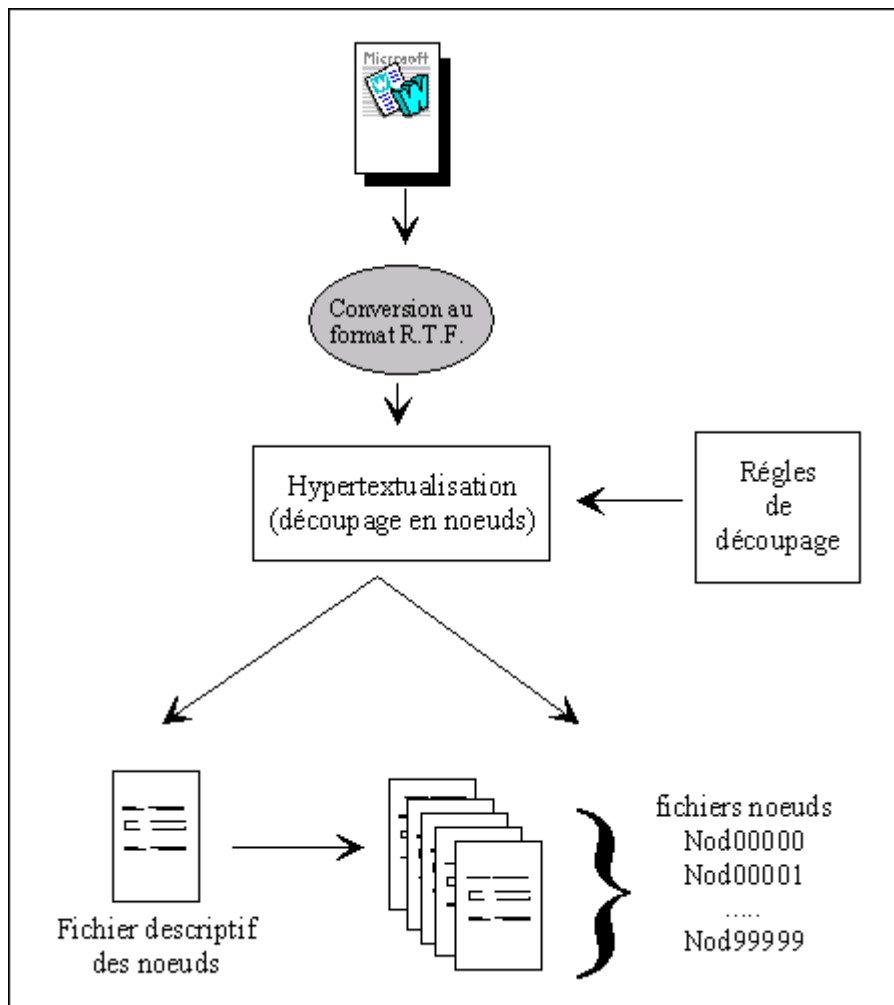 Microsoft
W
W
Conversion au
format R.T.F.
Hypertextualisation
(découpage en noeuds)
Régles
de
découpage
Fichier descriptif
des noeuds
fichiers noeuds
Nod00000
Nod00001
.....
Nod99999